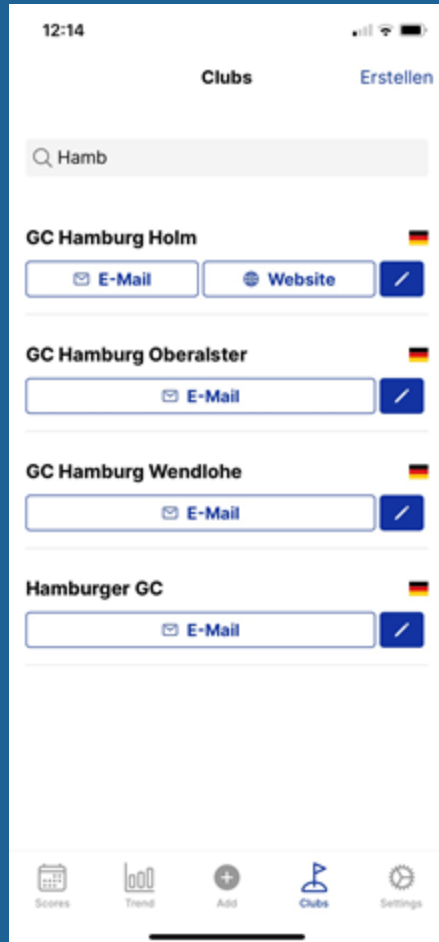 12:14
Clubs Erstellen
Hamb
GC Hamburg Holm
E-Mail Website
GC Hamburg Oberalster
E-Mail
GC Hamburg Wendlohe
E-Mail
Hamburger GC
E-Mail
Scores Trend Add Clubs Settings